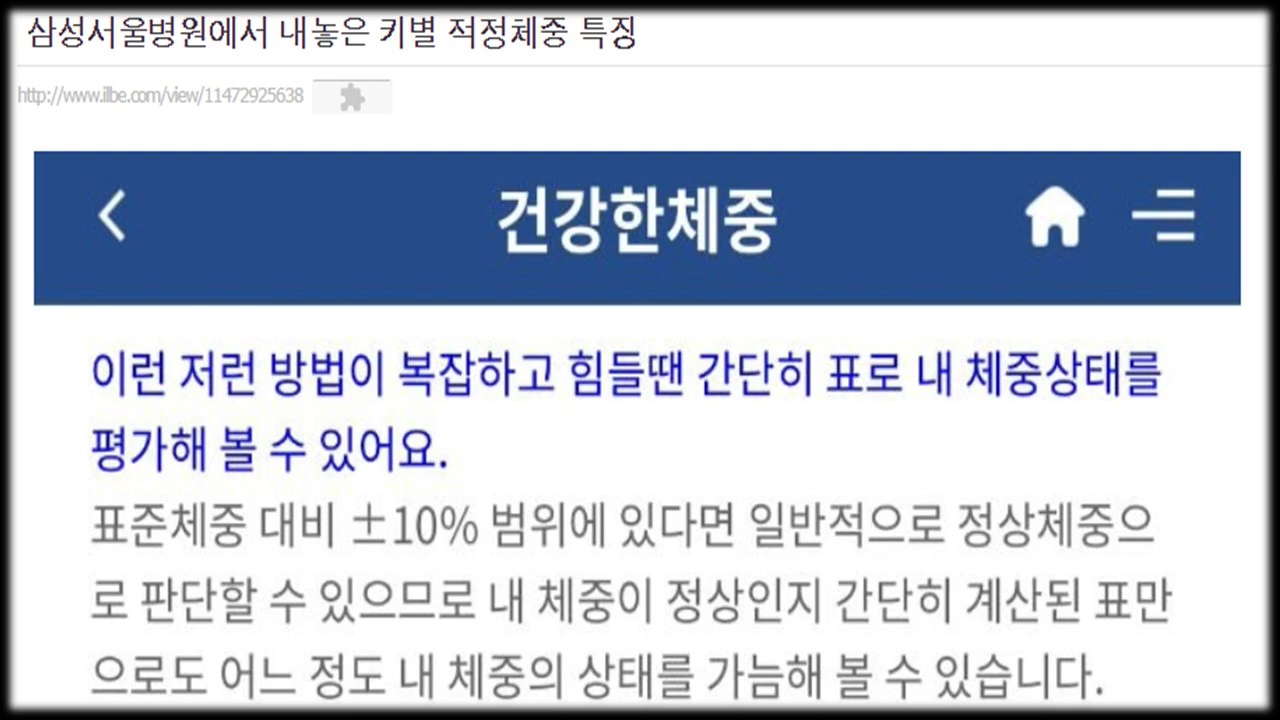 삼성서울병원에서 내놓은 키별 적정체중 특징
http://www.ilbe.com/view/11472925638
건강한체중
이런 저런 방법이 복잡하고 힘들땐 간단히 표로 내 체중상태를
평가해 볼 수 있어요.
표준체중 대비 ±10% 범위에 있다면 일반적으로 정상체중으
로 판단할 수 있으므로 내 체중이 정상인지 간단히 계산된 표만
으로도 어느 정도 내 체중의 상태를 가늠해 볼 수 있습니다.